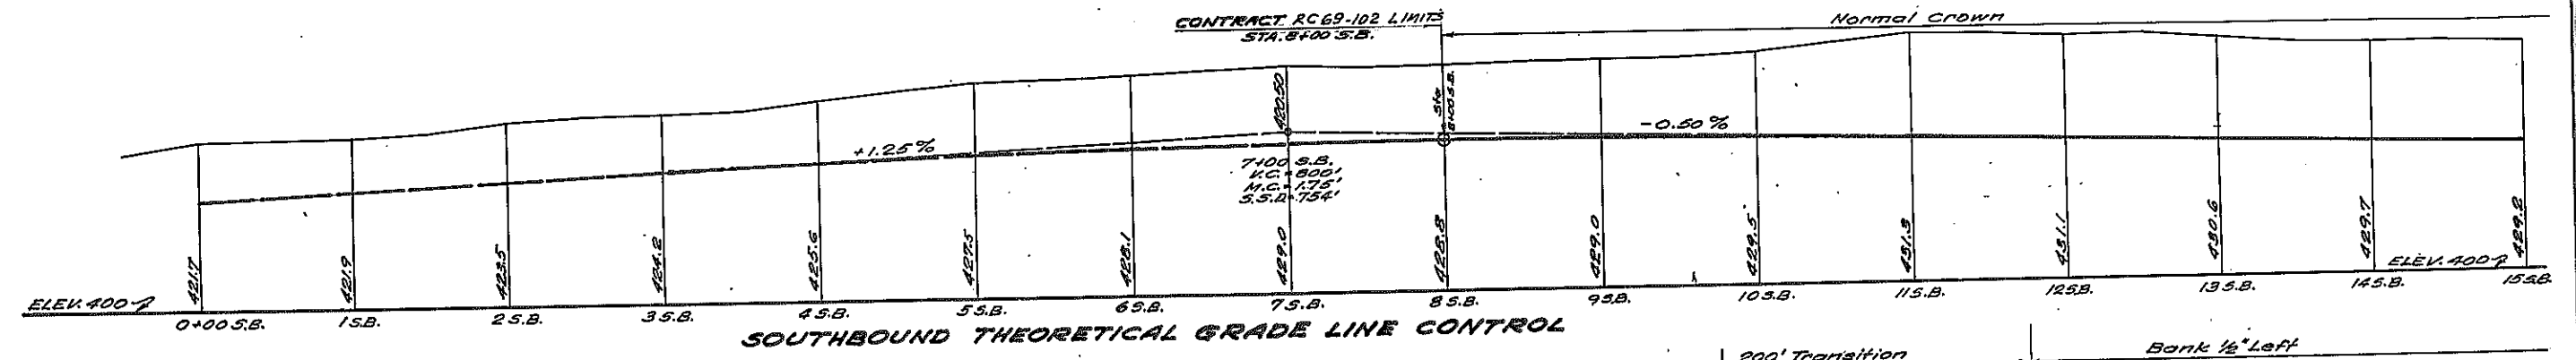 CONTRACT RC 69-102 LIMITS
STA. 8+00 S.B.
Normal Crown
420.50
Sta
8+00 S.B.
+1.25%
-0.50%
7+00 S.B.
V.C.=800'
M.C.=1.75'
S.S.D.=754'
421.7
421.9
423.5
424.2
425.6
427.5
428.1
429.0
428.8
429.0
429.5
431.3
431.1
430.6
429.7
429.2
ELEV. 400
ELEV. 400
0+00 S.B.
1 S.B.
2 S.B.
3 S.B.
4 S.B.
5 S.B.
6 S.B.
7 S.B.
8 S.B.
9 S.B.
10 S.B.
11 S.B.
12 S.B.
13 S.B.
14 S.B.
15 S.B.
SOUTHBOUND THEORETICAL GRADE LINE CONTROL
200' Transition
Bank ½" Left